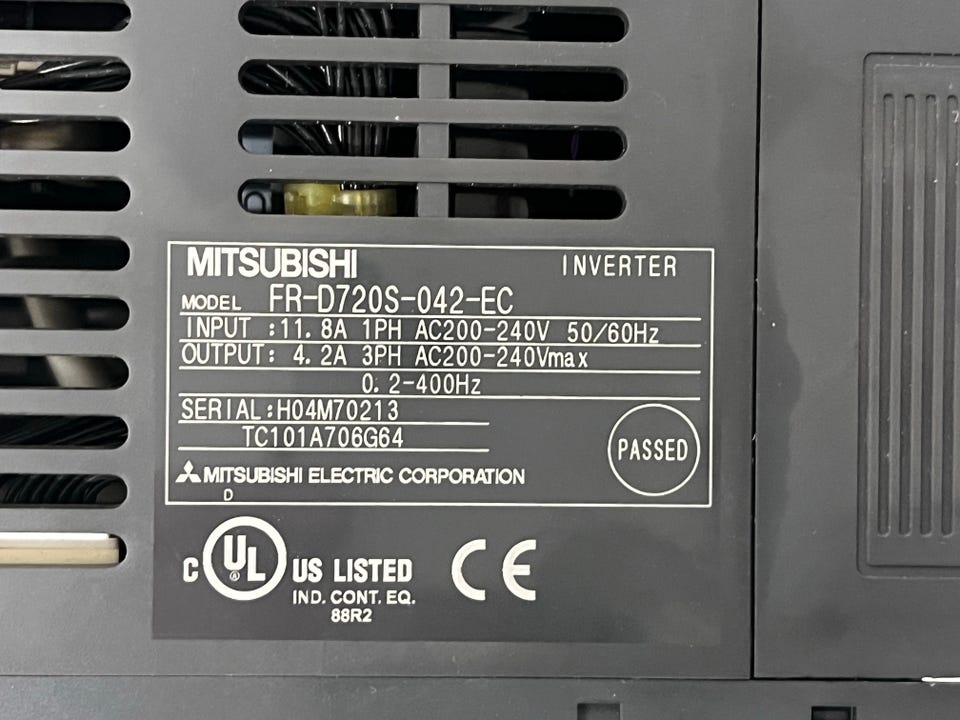 MITSUBISHI INVERTER
MODEL FR-D720S-042-EC
INPUT :11.8A 1PH AC200-240V 50/60Hz
OUTPUT: 4.2A 3PH AC200-240Vmax
0.2-400Hz
SERIAL:H04M70213
TC101A706G64
PASSED
MITSUBISHI ELECTRIC CORPORATION
D
C UL US LISTED CE
IND. CONT. EQ.
88R2